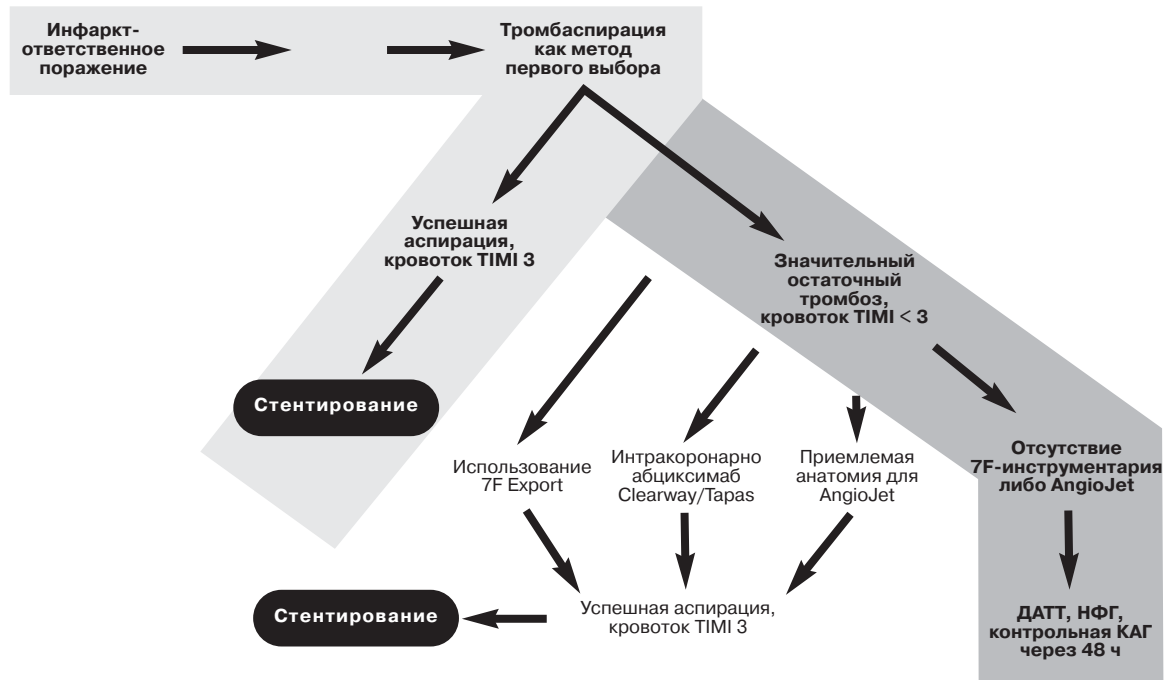 Инфаркт-
ответственное
поражение
Тромбаспирация
как метод
первого выбора
Успешная
аспирация,
кровоток TIMI 3
Значительный
остаточный
тромбоз,
кровоток TIMI < 3
Стентирование
Использование
7F Export
Интракоронарно
абциксимаб
Clearway/Tapas
Приемлемая
анатомия для
AngioJet
Отсутствие
7F-инструментария
либо AngioJet
Стентирование
Успешная аспирация,
кровоток TIMI 3
ДАТТ, НФГ,
контрольная КАГ
через 48 ч